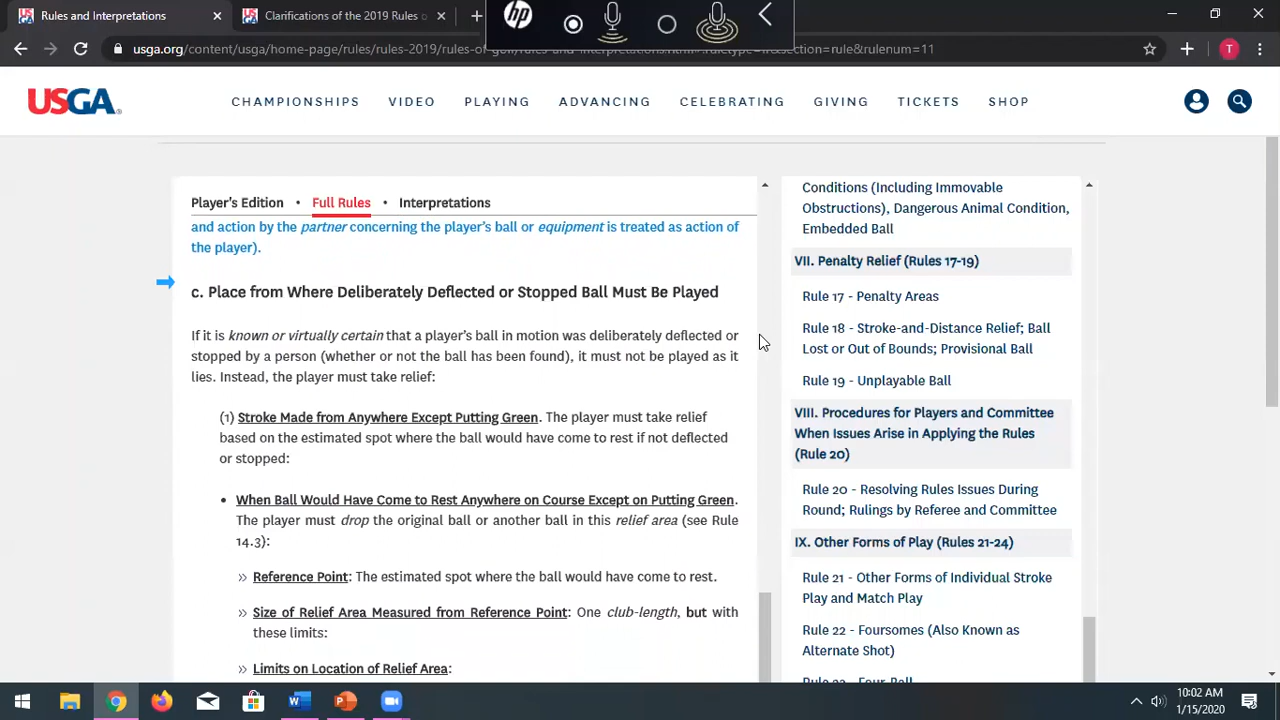 Rules and Interpretations
Clarifications of the 2019 Rules o
hp
usga.org/content/usga/home-page/rules/rules-2019/rules-of-golf/rules-and-interpretations.html
=rule&rulenum=11
T
USGA
CHAMPIONSHIPS VIDEO PLAYING ADVANCING CELEBRATING GIVING TICKETS SHOP
Player's Edition • Full Rules • Interpretations
and action by the partner concerning the player's ball or equipment is treated as action of
the player).
c. Place from Where Deliberately Deflected or Stopped Ball Must Be Played
If it is known or virtually certain that a player's ball in motion was deliberately deflected or
stopped by a person (whether or not the ball has been found), it must not be played as it
lies. Instead, the player must take relief:
(1) Stroke Made from Anywhere Except Putting Green. The player must take relief
based on the estimated spot where the ball would have come to rest if not deflected
or stopped:
• When Ball Would Have Come to Rest Anywhere on Course Except on Putting Green.
The player must drop the original ball or another ball in this relief area (see Rule
14.3):
» Reference Point: The estimated spot where the ball would have come to rest.
» Size of Relief Area Measured from Reference Point: One club-length, but with
these limits:
» Limits on Location of Relief Area:
Conditions (Including Immovable
Obstructions), Dangerous Animal Condition,
Embedded Ball
VII. Penalty Relief (Rules 17-19)
Rule 17 - Penalty Areas
Rule 18 - Stroke-and-Distance Relief; Ball
Lost or Out of Bounds; Provisional Ball
Rule 19 - Unplayable Ball
VIII. Procedures for Players and Committee
When Issues Arise in Applying the Rules
(Rule 20)
Rule 20 - Resolving Rules Issues During
Round; Rulings by Referee and Committee
IX. Other Forms of Play (Rules 21-24)
Rule 21 - Other Forms of Individual Stroke
Play and Match Play
Rule 22 - Foursomes (Also Known as
Alternate Shot)
Rule 23 - Four-Ball
10:02 AM
1/15/2020